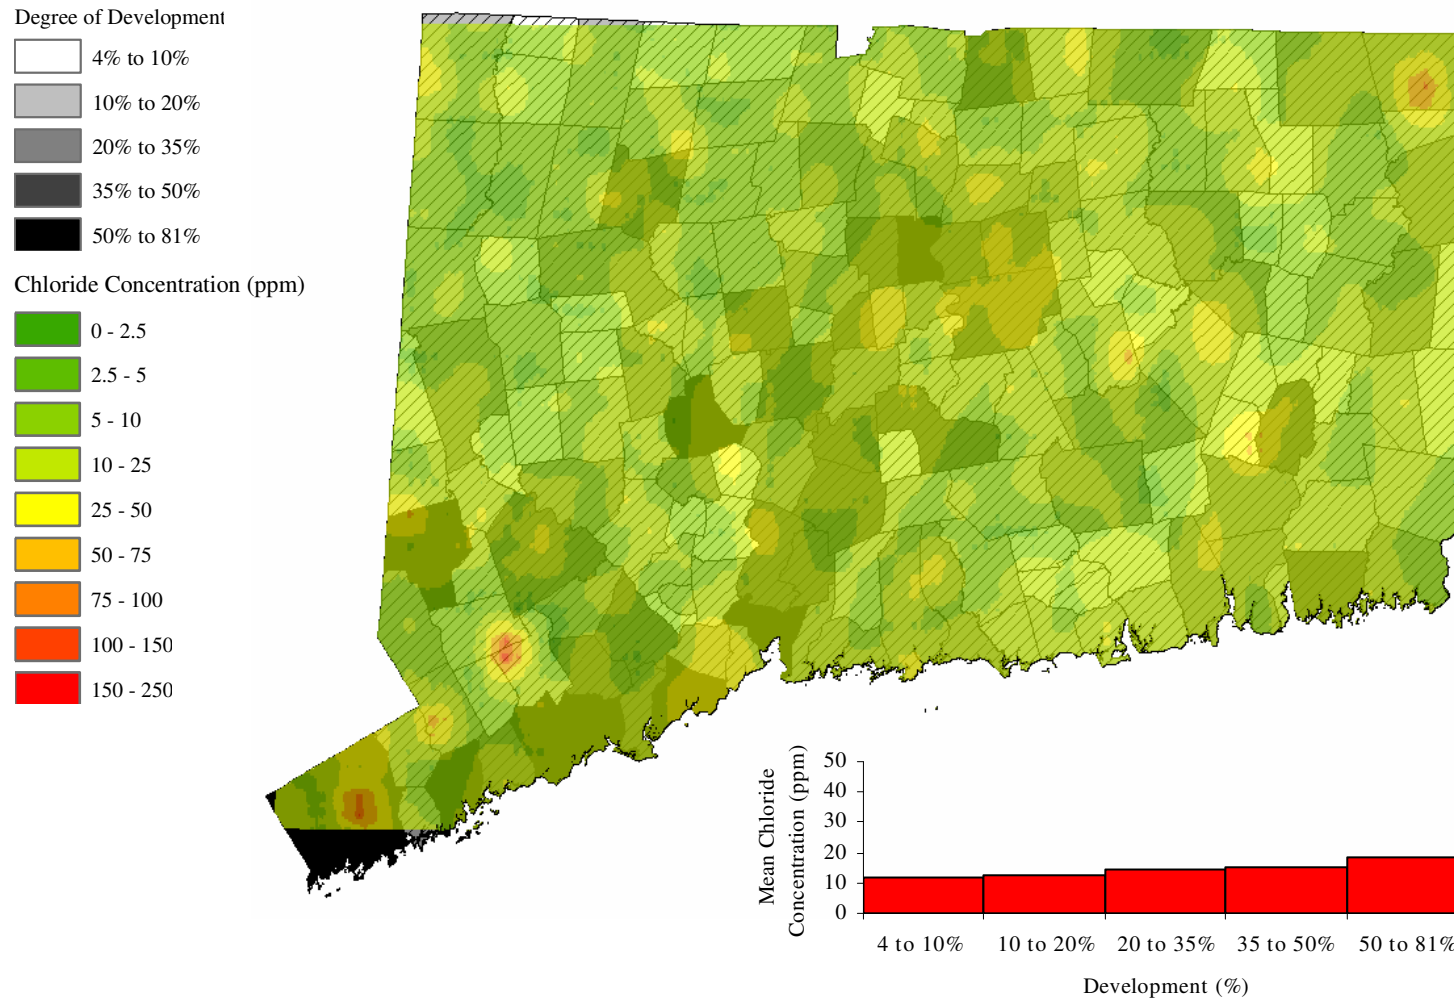 Degree of Development
4% to 10%
10% to 20%
20% to 35%
35% to 50%
50% to 81%
Chloride Concentration (ppm)
0 - 2.5
2.5 - 5
5 - 10
10 - 25
25 - 50
50 - 75
75 - 100
100 - 150
150 - 250
Mean Chloride
Concentration (ppm)
50
40
30
20
10
0
4 to 10%
10 to 20%
20 to 35%
35 to 50%
50 to 81%
Development (%)